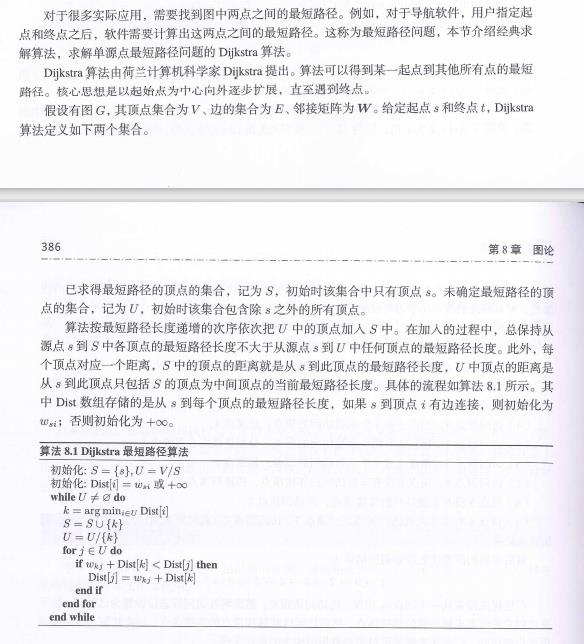 对于很多实际应用，需要找到图中两点之间的最短路径。例如，对于导航软件，用户指定起
点和终点之后，软件需要计算出这两点之间的最短路径。这称为最短路径问题，本节介绍经典求
解算法，求解单源点最短路径问题的 Dijkstra 算法。
Dijkstra 算法由荷兰计算机科学家 Dijkstra 提出。算法可以得到某一起点到其他所有点的最短
路径。核心思想是以起始点为中心向外逐步扩展，直至遇到终点。
假设有图 G，其顶点集合为 V、边的集合为 E、邻接矩阵为 W。给定起点 s 和终点 t，Dijkstra
算法定义如下两个集合。
386 第 8 章 图论
已求得最短路径的顶点的集合，记为 S，初始时该集合中只有顶点 s。未确定最短路径的顶
点的集合，记为 U，初始时该集合包含除 s 之外的所有顶点。
算法按最短路径长度递增的次序依次把 U 中的顶点加入 S 中。在加入的过程中，总保持从
源点 s 到 S 中各顶点的最短路径长度不大于从源点 s 到 U 中任何顶点的最短路径长度。此外，每
个顶点对应一个距离，S 中的顶点的距离就是从 s 到此顶点的最短路径长度，U 中顶点的距离是
从 s 到此顶点只包括 S 的顶点为中间顶点的当前最短路径长度。具体的流程如算法 8.1 所示。其
中 Dist 数组存储的是从 s 到每个顶点的最短路径长度，如果 s 到顶点 i 有边连接，则初始化为
w_{si}；否则初始化为 +∞。
算法 8.1 Dijkstra 最短路径算法
初始化: S = {s}, U = V/S
初始化: Dist[i] = w_{si} 或 +∞
while U ≠ ∅ do
k = arg min_{i∈U} Dist[i]
S = S ∪ {k}
U = U/{k}
for j ∈ U do
if w_{kj} + Dist[k] < Dist[j] then
Dist[j] = w_{kj} + Dist[k]
end if
end for
end while